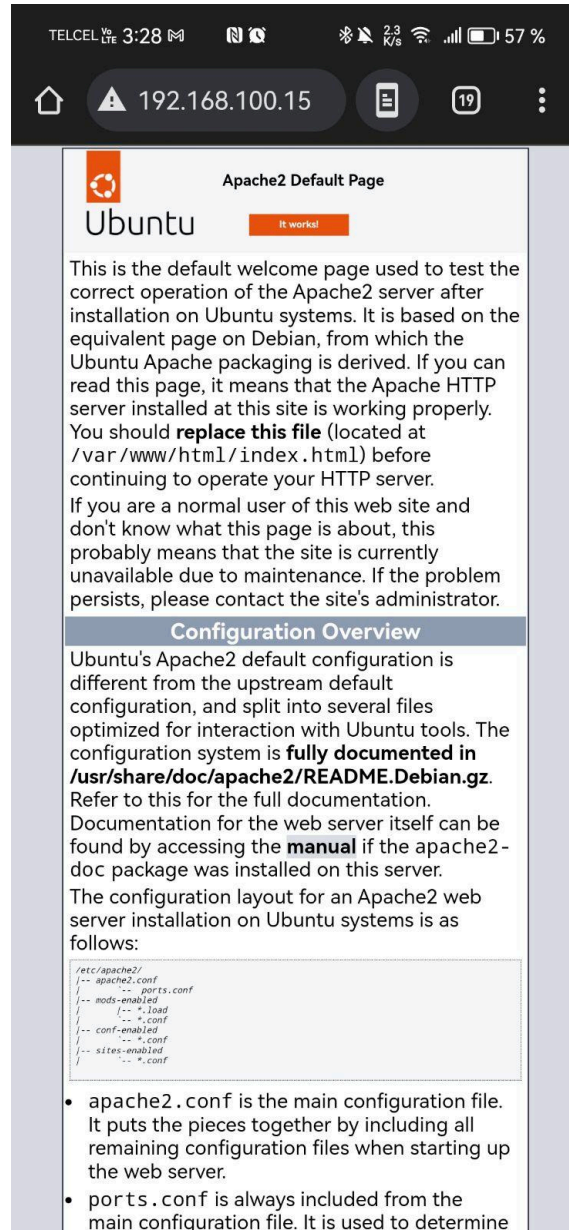 TELCEL Vo LTE 3:28 2.3 K/s 57 %
192.168.100.15 19
Apache2 Default Page
Ubuntu
It works!
This is the default welcome page used to test the
correct operation of the Apache2 server after
installation on Ubuntu systems. It is based on the
equivalent page on Debian, from which the
Ubuntu Apache packaging is derived. If you can
read this page, it means that the Apache HTTP
server installed at this site is working properly.
You should replace this file (located at
/var/www/html/index.html) before
continuing to operate your HTTP server.
If you are a normal user of this web site and
don't know what this page is about, this
probably means that the site is currently
unavailable due to maintenance. If the problem
persists, please contact the site's administrator.
Configuration Overview
Ubuntu's Apache2 default configuration is
different from the upstream default
configuration, and split into several files
optimized for interaction with Ubuntu tools. The
configuration system is fully documented in
/usr/share/doc/apache2/README.Debian.gz.
Refer to this for the full documentation.
Documentation for the web server itself can be
found by accessing the manual if the apache2-
doc package was installed on this server.
The configuration layout for an Apache2 web
server installation on Ubuntu systems is as
follows:
/etc/apache2/
|-- apache2.conf
|       `--  ports.conf
|-- mods-enabled
|       |-- *.load
|       `-- *.conf
|-- conf-enabled
|       `-- *.conf
|-- sites-enabled
|       `-- *.conf
• apache2.conf is the main configuration file.
It puts the pieces together by including all
remaining configuration files when starting up
the web server.
• ports.conf is always included from the
main configuration file. It is used to determine